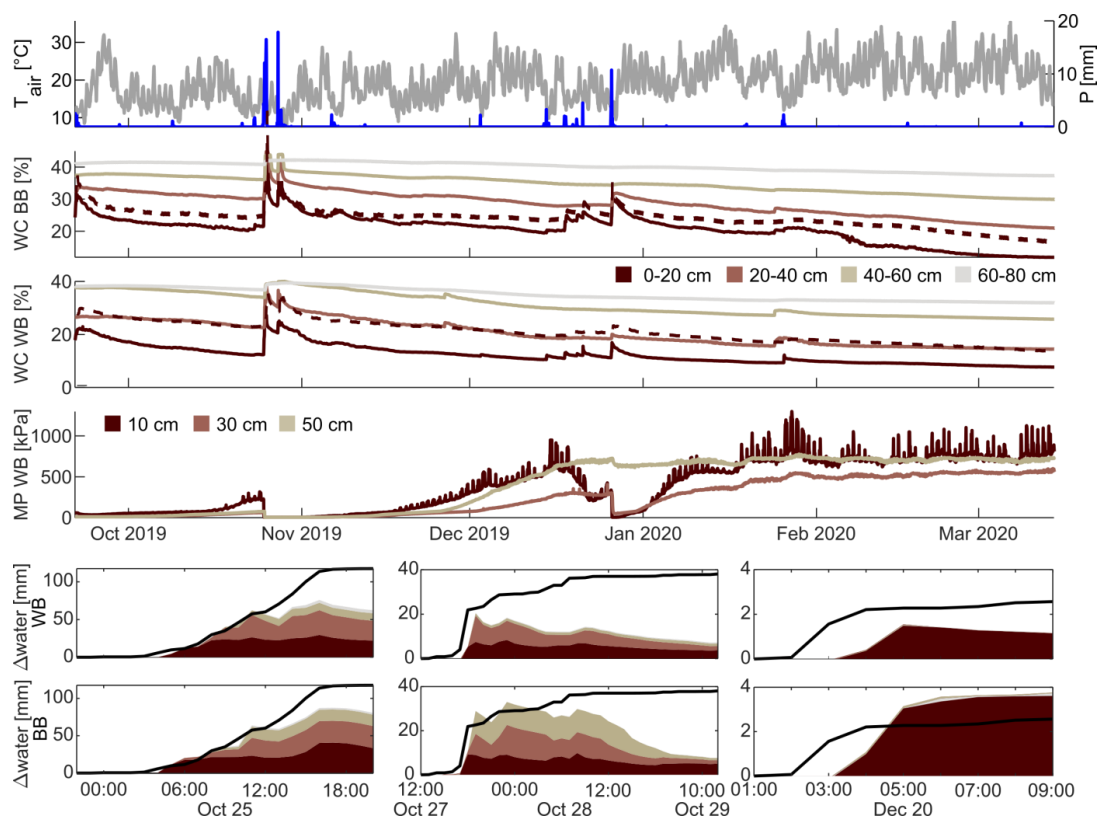 T air [°C]
30
20
10
20
10
0
P [mm]
WC BB [%]
40
30
20
WC WB [%]
40
20
0
0-20 cm 20-40 cm 40-60 cm 60-80 cm
MP WB [kPa]
1000
500
0
10 cm 30 cm 50 cm
Oct 2019 Nov 2019 Dec 2019 Jan 2020 Feb 2020 Mar 2020
Δwater [mm]
WB
100
50
0
40
20
0
4
2
0
Δwater [mm]
BB
100
50
0
40
20
0
4
2
0
00:00 06:00 12:00 18:00 12:00 00:00 10:00 01:00 03:00 05:00 07:00 09:00
Oct 25 Oct 27 Oct 28 Oct 29 Dec 20